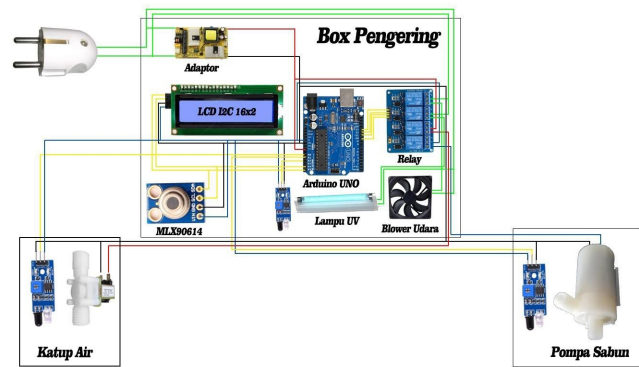 Box Pengering
Adaptor
LCD I2C 16x2
Arduino UNO
Relay
MLX90614
Lampu UV
Blower Udara
Katup Air
Pompa Sabun